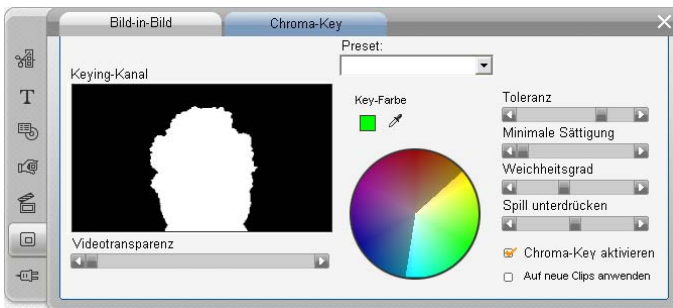 Bild-in-Bild
Chroma-Key
Preset:
Keying-Kanal
Key-Farbe
Toleranz
Minimale Sättigung
Weichheitsgrad
Spill unterdrücken
Videotransparenz
Chroma-Key aktivieren
Auf neue Clips anwenden
T